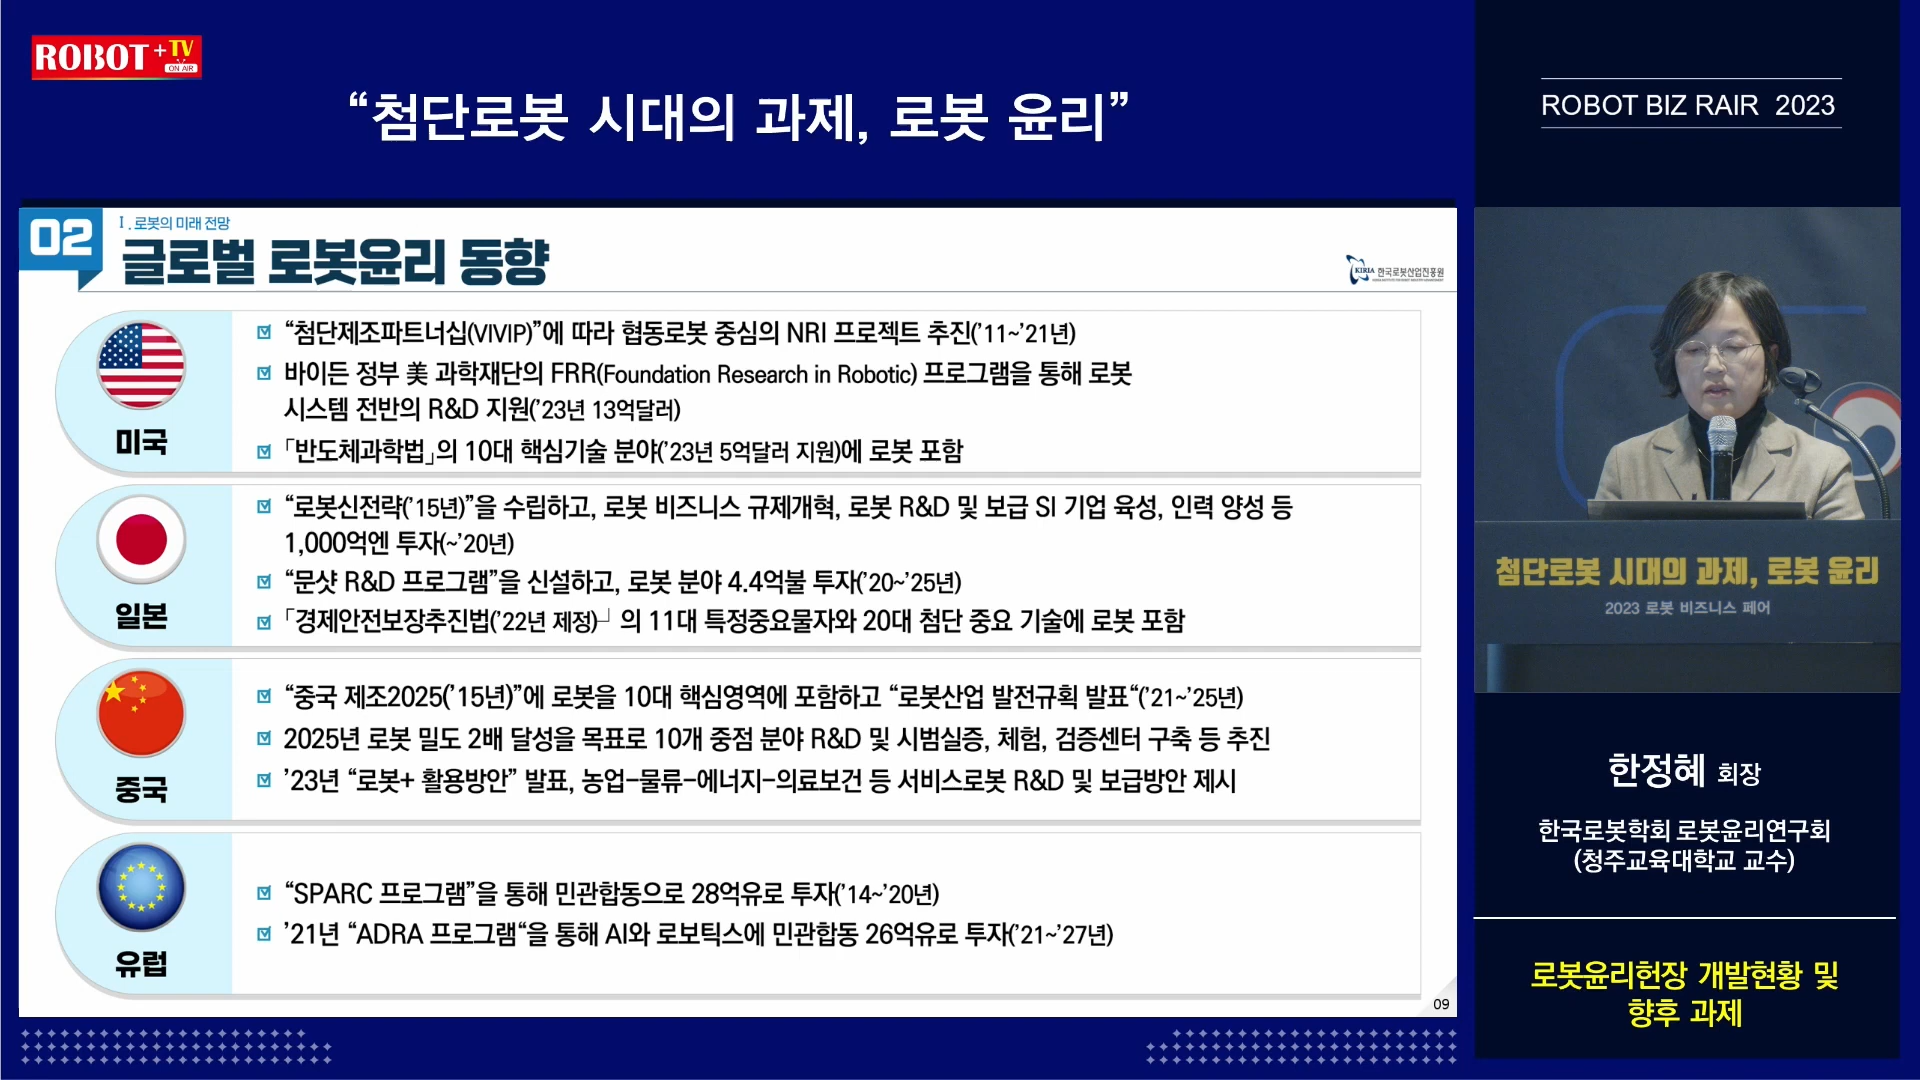 ROBOT+TV
ON AIR
“첨단로봇 시대의 과제, 로봇 윤리”
ROBOT BIZ RAIR 2023
02
Ⅰ. 로봇의 미래 전망
글로벌 로봇윤리 동향
KIRIA 한국로봇산업진흥원
미국
“첨단제조파트너십(VIVIP)”에 따라 협동로봇 중심의 NRI 프로젝트 추진(’11~’21년)
바이든 정부 美 과학재단의 FRR(Foundation Research in Robotic) 프로그램을 통해 로봇
시스템 전반의 R&D 지원(’23년 13억달러)
「반도체과학법」의 10대 핵심기술 분야(’23년 5억달러 지원)에 로봇 포함
일본
“로봇신전략(’15년)”을 수립하고, 로봇 비즈니스 규제개혁, 로봇 R&D 및 보급 SI 기업 육성, 인력 양성 등
1,000억엔 투자(~’20년)
“문샷 R&D 프로그램”을 신설하고, 로봇 분야 4.4억불 투자(’20~’25년)
「경제안전보장추진법(’22년 제정)」의 11대 특정중요물자와 20대 첨단 중요 기술에 로봇 포함
중국
“중국 제조2025(’15년)”에 로봇을 10대 핵심영역에 포함하고 “로봇산업 발전규획 발표“(’21~’25년)
2025년 로봇 밀도 2배 달성을 목표로 10개 중점 분야 R&D 및 시범실증, 체험, 검증센터 구축 등 추진
’23년 “로봇+ 활용방안” 발표, 농업-물류-에너지-의료보건 등 서비스로봇 R&D 및 보급방안 제시
유럽
“SPARC 프로그램”을 통해 민관합동으로 28억유로 투자(’14~’20년)
’21년 “ADRA 프로그램“을 통해 AI와 로보틱스에 민관합동 26억유로 투자(’21~’27년)
09
첨단로봇 시대의 과제, 로봇 윤리
2023 로봇 비즈니스 페어
한정혜 회장
한국로봇학회 로봇윤리연구회
(청주교육대학교 교수)
로봇윤리헌장 개발현황 및
향후 과제